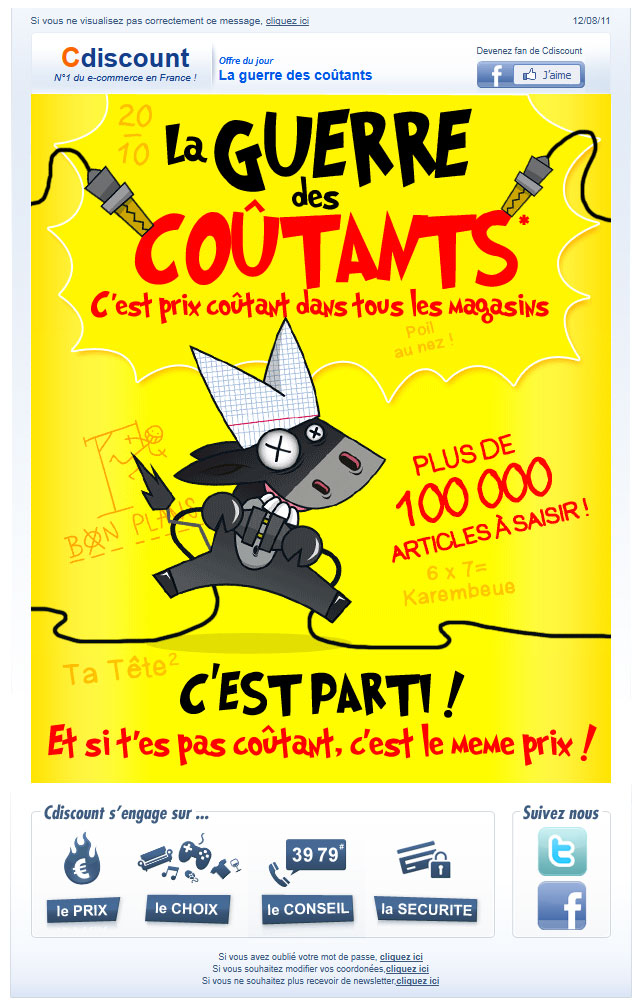 Si vous ne visualisez pas correctement ce message, cliquez ici
12/08/11
Cdiscount
N°1 du e-commerce en France !
Offre du jour
La guerre des coûtants
Devenez fan de Cdiscount
f J'aime
20
10
La GUERRE
des
COÛTANTS*
C'est prix coûtant dans tous les magasins
Poil
au nez !
BON PLANS
PLUS DE
100 000
ARTICLES À SAISIR !
6 x 7=
Karembeue
Ta Tête²
C'EST PARTI !
Et si t'es pas coûtant, c'est le meme prix !
Cdiscount s'engage sur ...
Suivez nous
€
39 79#
le PRIX
le CHOIX
le CONSEIL
la SECURITE
t
f
Si vous avez oublié votre mot de passe, cliquez ici
Si vous souhaitez modifier vos coordonées,cliquez ici
Si vous ne souhaitez plus recevoir de newsletter,cliquez ici